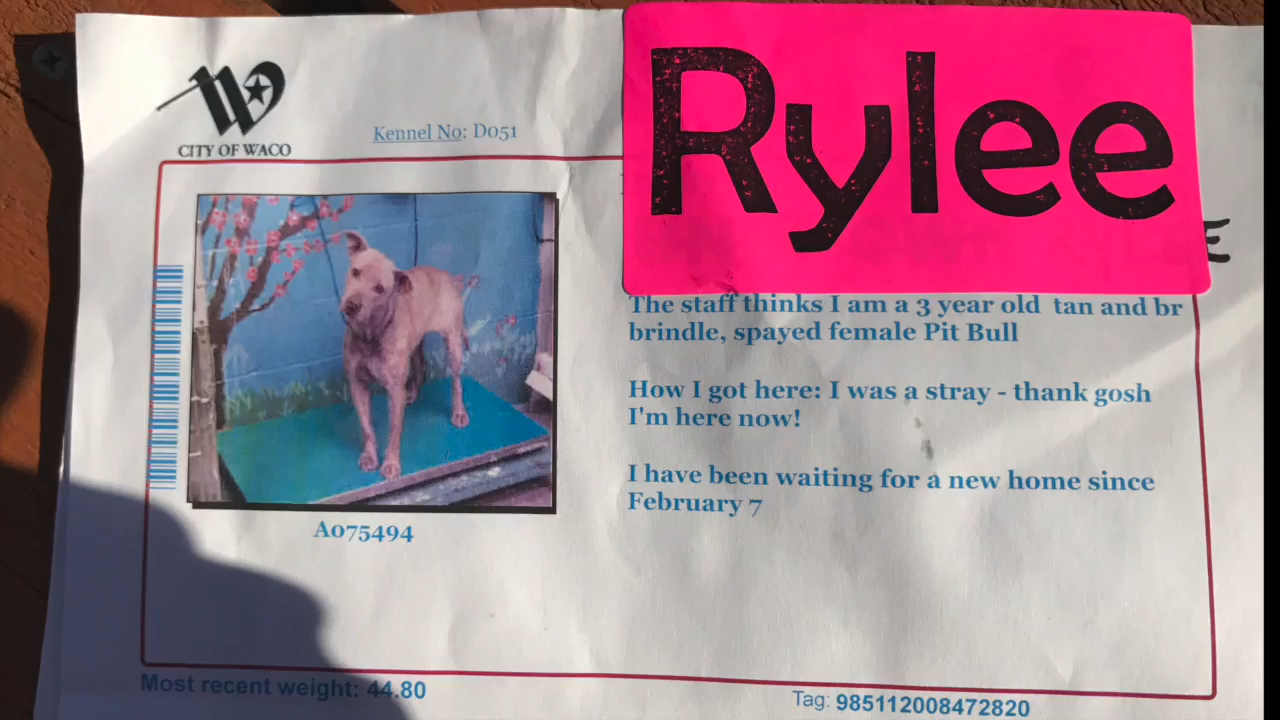 Rylee
CITY OF WACO
Kennel No: D051
The staff thinks I am a 3 year old tan and br
brindle, spayed female Pit Bull
How I got here: I was a stray - thank gosh
I'm here now!
I have been waiting for a new home since
February 7
A075494
Most recent weight: 44.80
Tag: 985112008472820